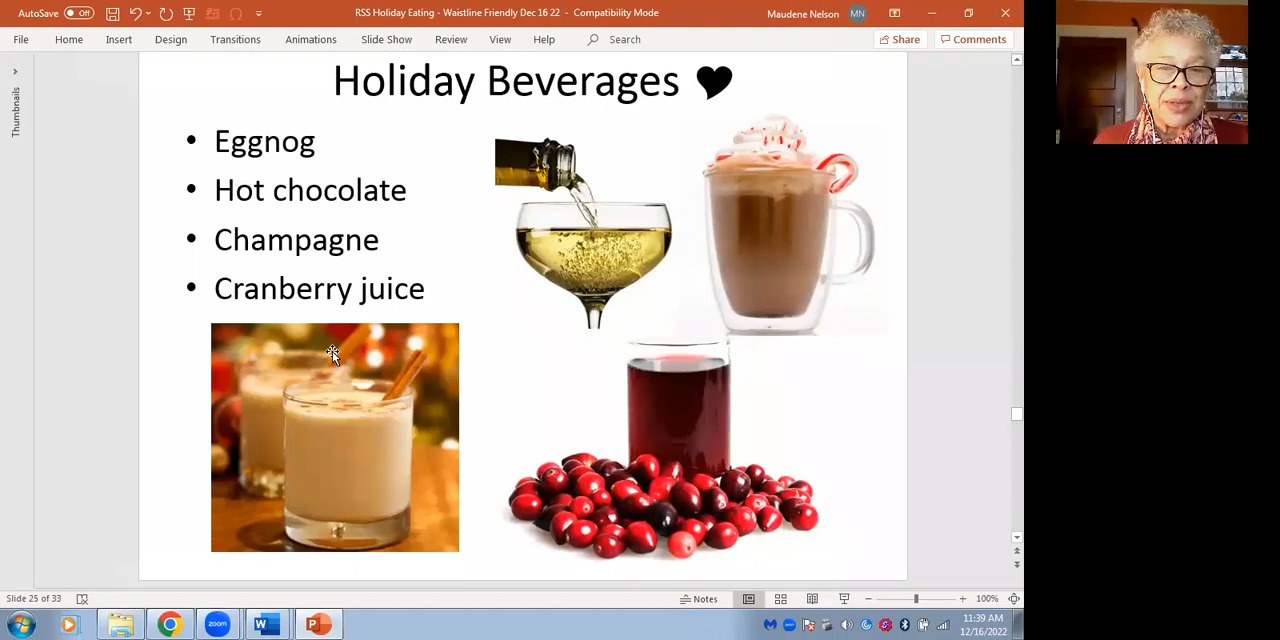 AutoSave Off
RSS Holiday Eating - Waistline Friendly Dec 16 22 - Compatibility Mode
Maudene Nelson MN
File Home Insert Design Transitions Animations Slide Show Review View Help Search Share Comments
Thumbnails
Holiday Beverages
• Eggnog
• Hot chocolate
• Champagne
• Cranberry juice
Slide 25 of 33
Notes
100%
zoom
W
P
11:39 AM
12/16/2022